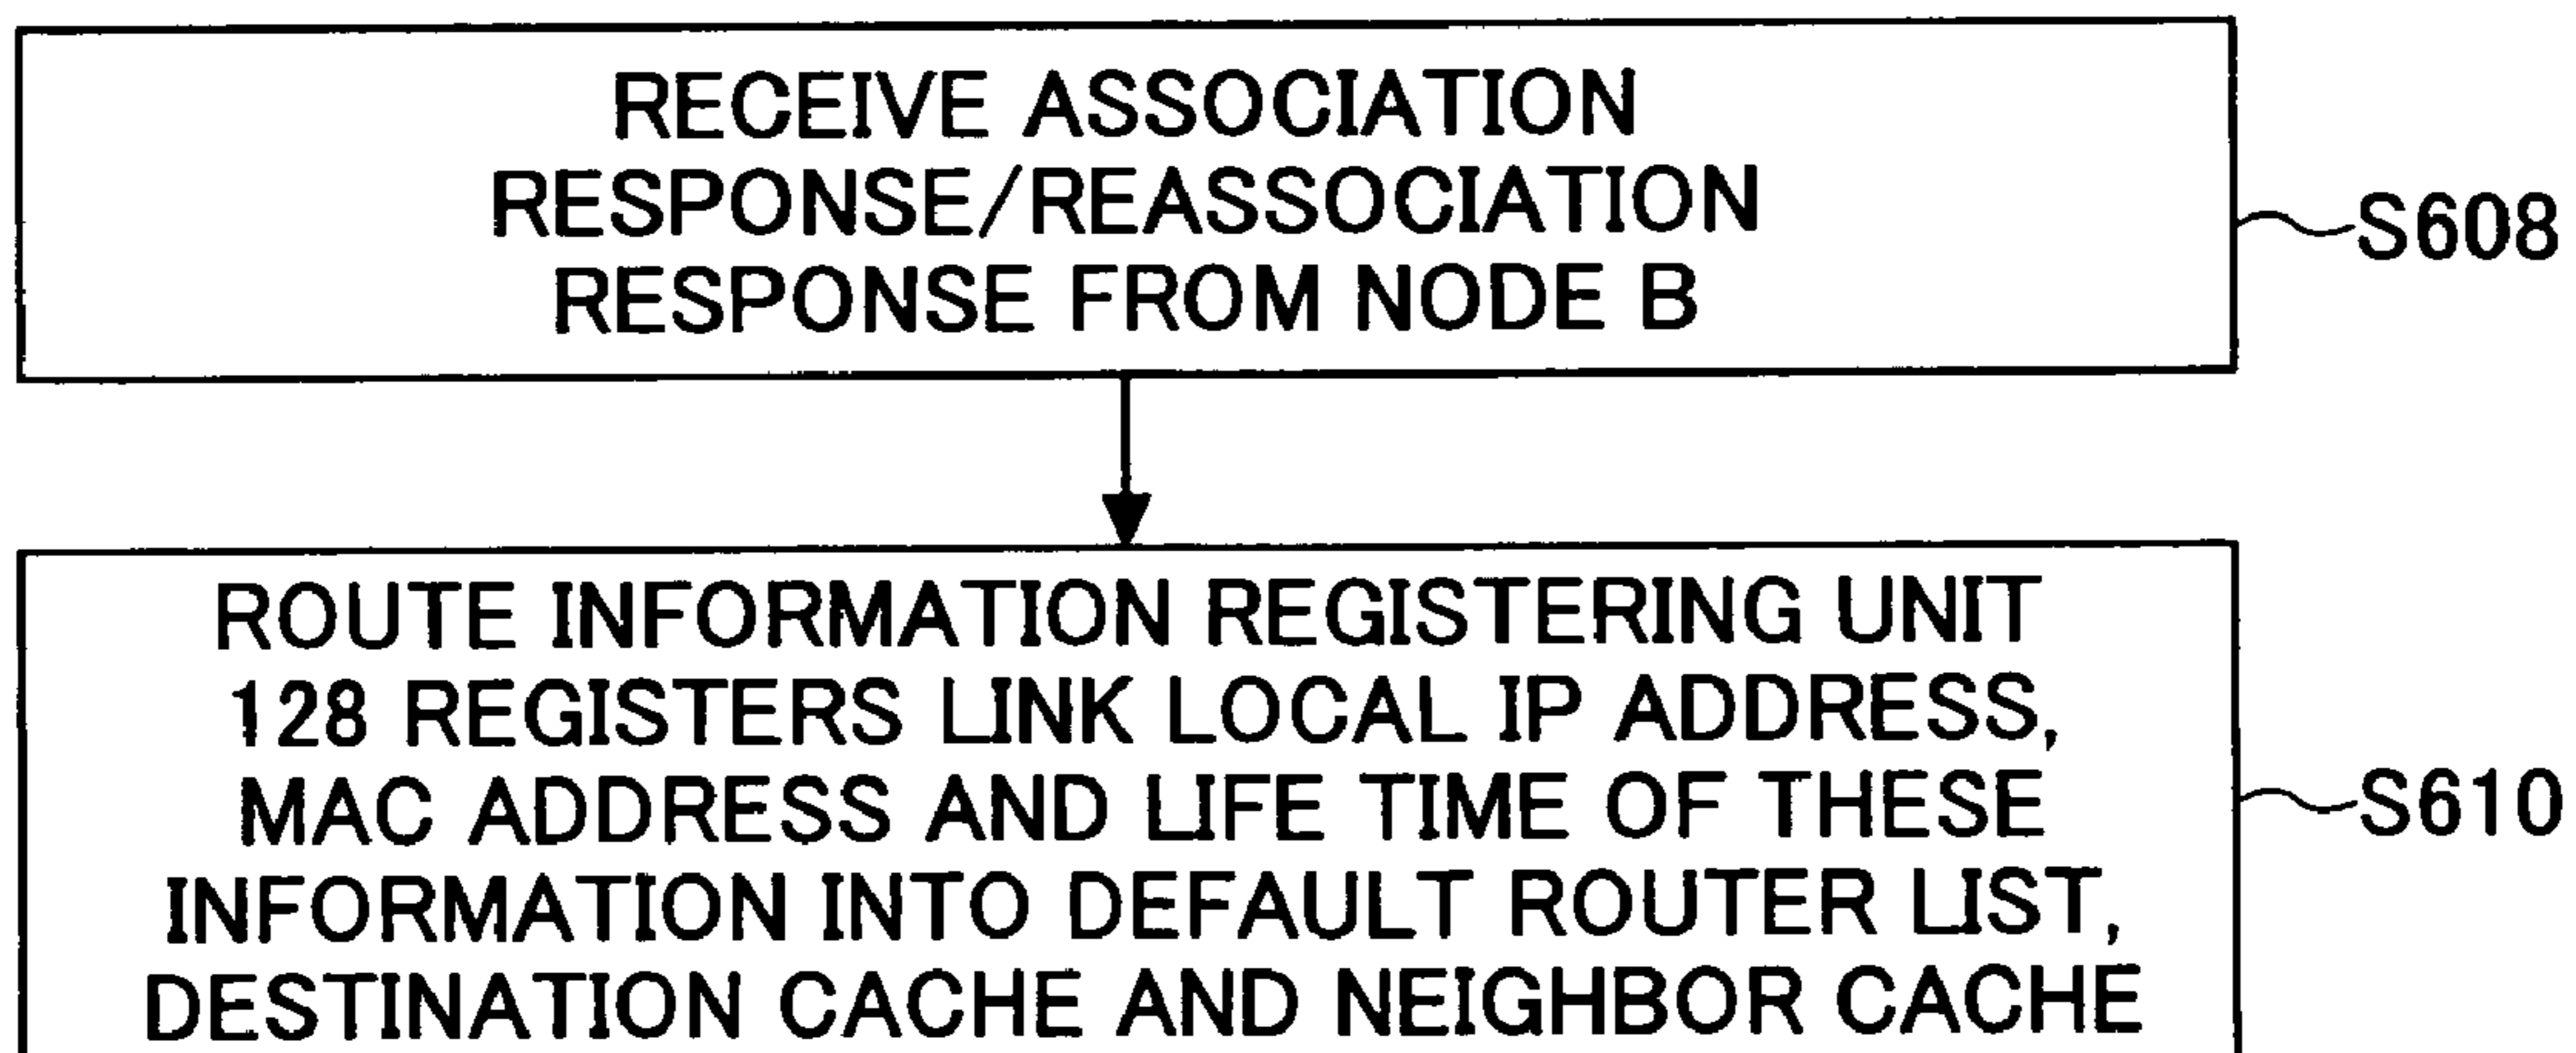 RECEIVE ASSOCIATION
RESPONSE/REASSOCIATION
RESPONSE FROM NODE B
S608
ROUTE INFORMATION REGISTERING UNIT
128 REGISTERS LINK LOCAL IP ADDRESS,
MAC ADDRESS AND LIFE TIME OF THESE
INFORMATION INTO DEFAULT ROUTER LIST,
DESTINATION CACHE AND NEIGHBOR CACHE
S610